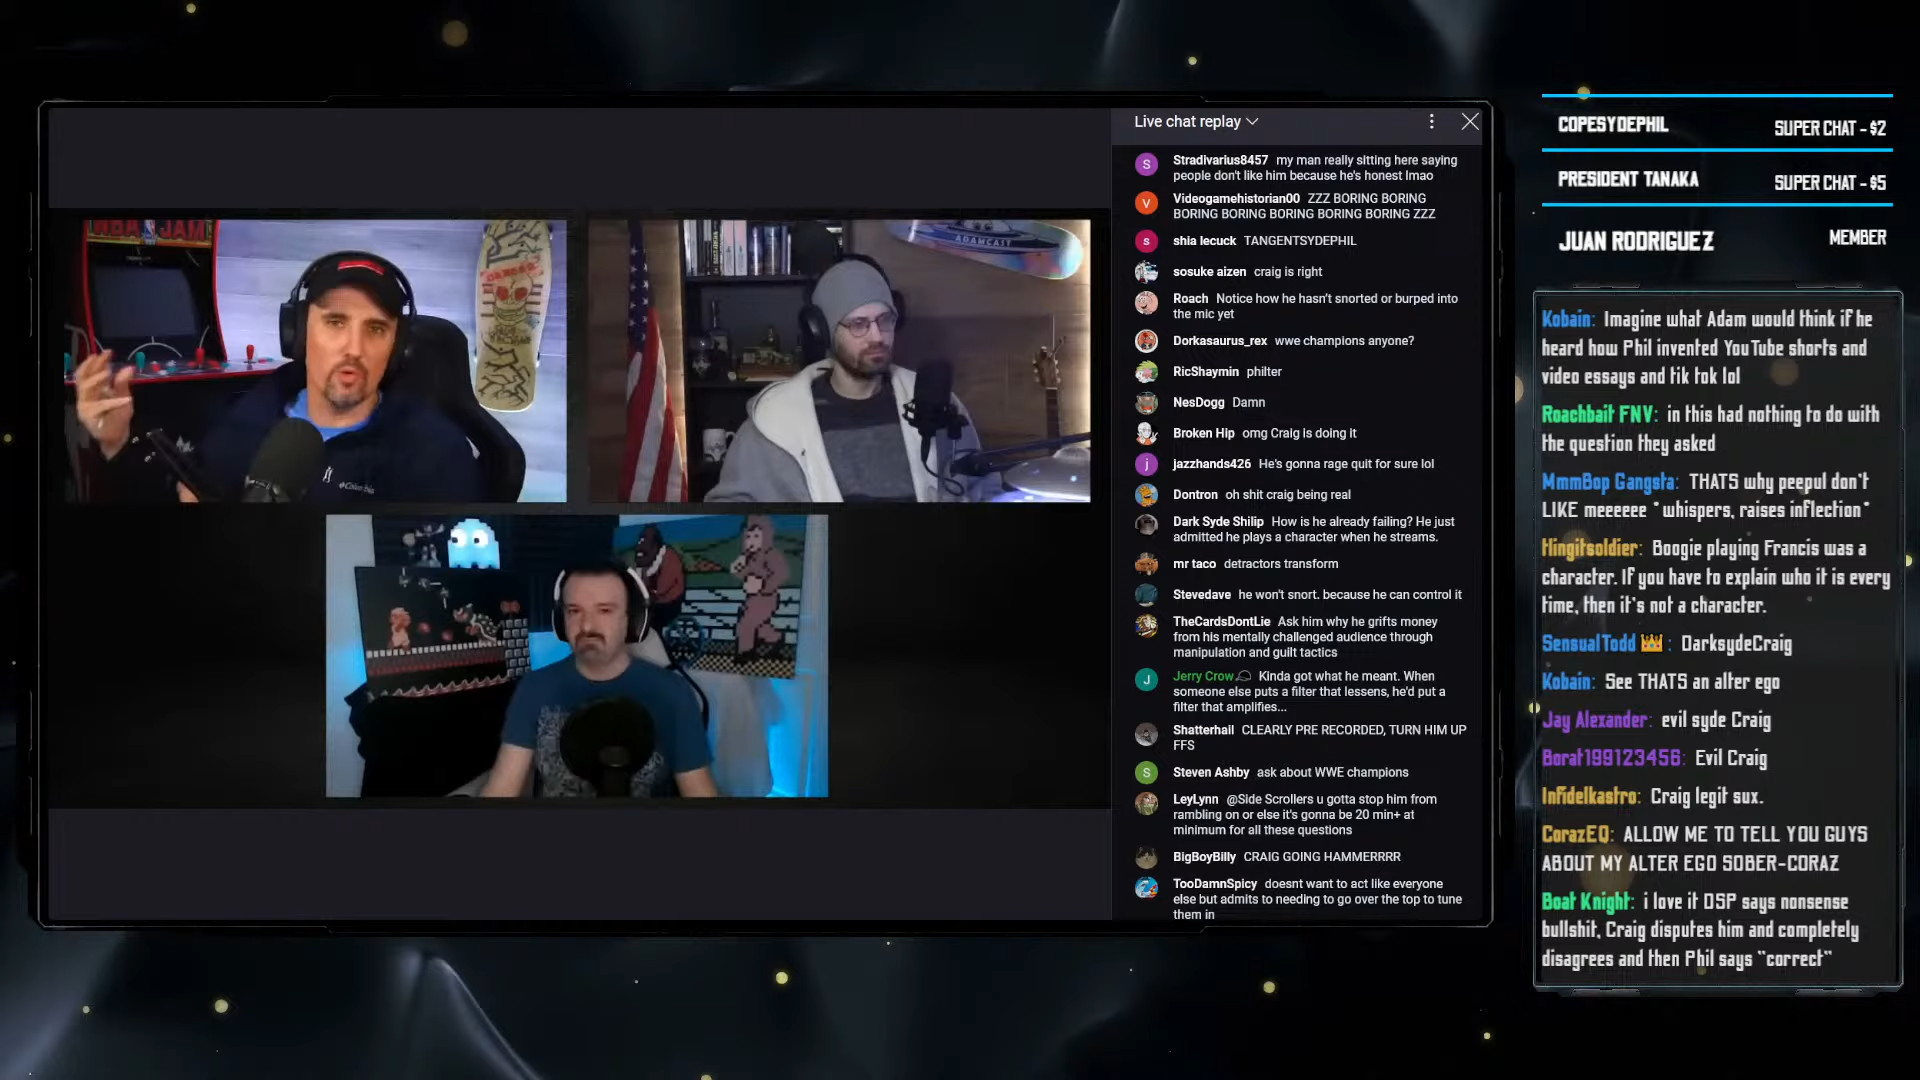 NBA JAM
ADAMCAST
Columbia
Live chat replay
Stradivarius8457 my man really sitting here saying
people don't like him because he's honest lmao
Videogamehistorian00 ZZZ BORING BORING
BORING BORING BORING BORING BORING ZZZ
shia lecuck TANGENTSYDEPHIL
sosuke aizen craig is right
Roach Notice how he hasn't snorted or burped into
the mic yet
Dorkasaurus_rex wwe champions anyone?
RicShaymin philter
NesDogg Damn
Broken Hip omg Craig is doing it
jazzhands426 He's gonna rage quit for sure lol
Dontron oh shit craig being real
Dark Syde Shilip How is he already failing? He just
admitted he plays a character when he streams.
mr taco detractors transform
Stevedave he won't snort. because he can control it
TheCardsDontLie Ask him why he grifts money
from his mentally challenged audience through
manipulation and guilt tactics
Jerry Crow Kinda got what he meant. When
someone else puts a filter that lessens, he'd put a
filter that amplifies...
Shatterhail CLEARLY PRE RECORDED, TURN HIM UP
FFS
Steven Ashby ask about WWE champions
LeyLynn @Side Scrollers u gotta stop him from
rambling on or else it's gonna be 20 min+ at
minimum for all these questions
BigBoyBilly CRAIG GOING HAMMERRRR
TooDamnSpicy doesnt want to act like everyone
else but admits to needing to go over the top to tune
them in
COPESYDEPHIL SUPER CHAT - $2
PRESIDENT TANAKA SUPER CHAT - $5
JUAN RODRIGUEZ MEMBER
Kobain: Imagine what Adam would think if he
heard how Phil invented YouTube shorts and
video essays and tik tok lol
Roachbait FNV: in this had nothing to do with
the question they asked
MmmBop Gangsta: THATS why peepul don't
LIKE meeeeee *whispers, raises inflection*
Hingitsoldier: Boogie playing Francis was a
character. If you have to explain who it is every
time, then it's not a character.
SensualTodd 👑 : DarksydeCraig
Kobain: See THATS an alter ego
Jay Alexander: evil syde Craig
Borat199123456: Evil Craig
Infidelkastro: Craig legit sux.
CorazEQ: ALLOW ME TO TELL YOU GUYS
ABOUT MY ALTER EGO SOBER-CORAZ
Boat Knight: i love it DSP says nonsense
bullshit, Craig disputes him and completely
disagrees and then Phil says "correct"